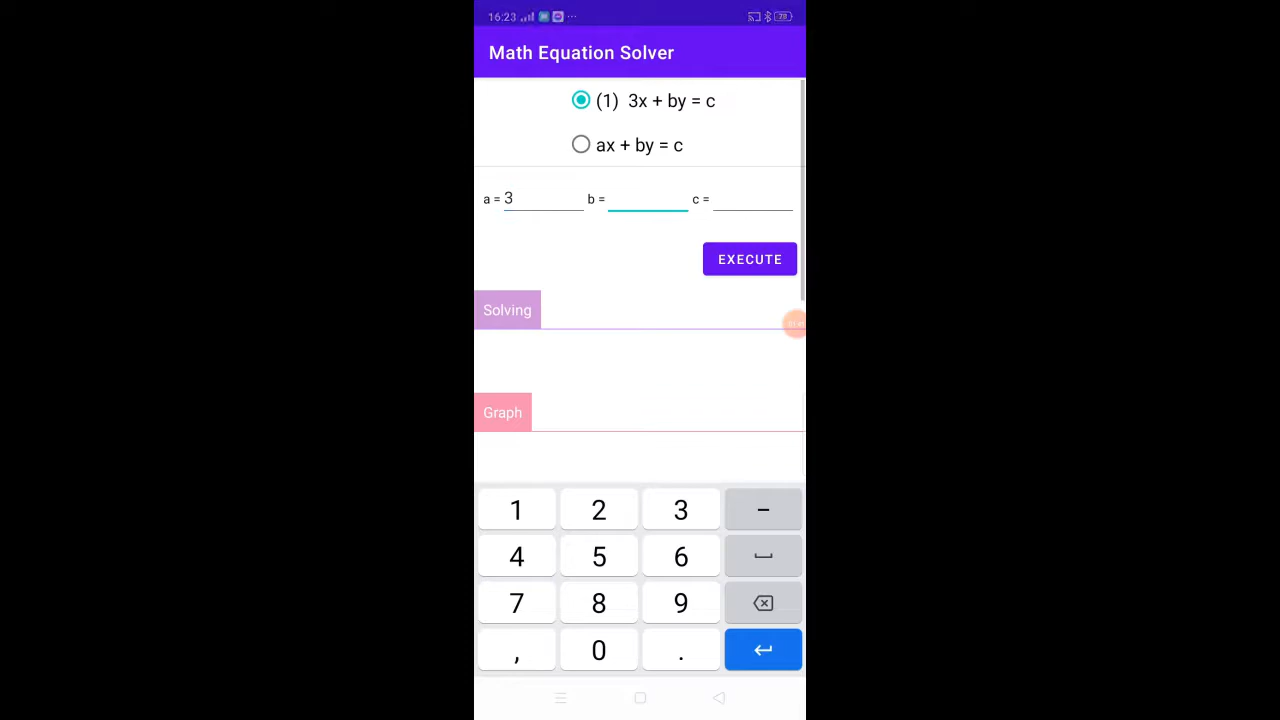 16:23 ... 28
Math Equation Solver
(1) 3x + by = c
ax + by = c
a = 3 b = c =
EXECUTE
Solving
Graph
1 2 3 -
4 5 6
7 8 9
, 0 .